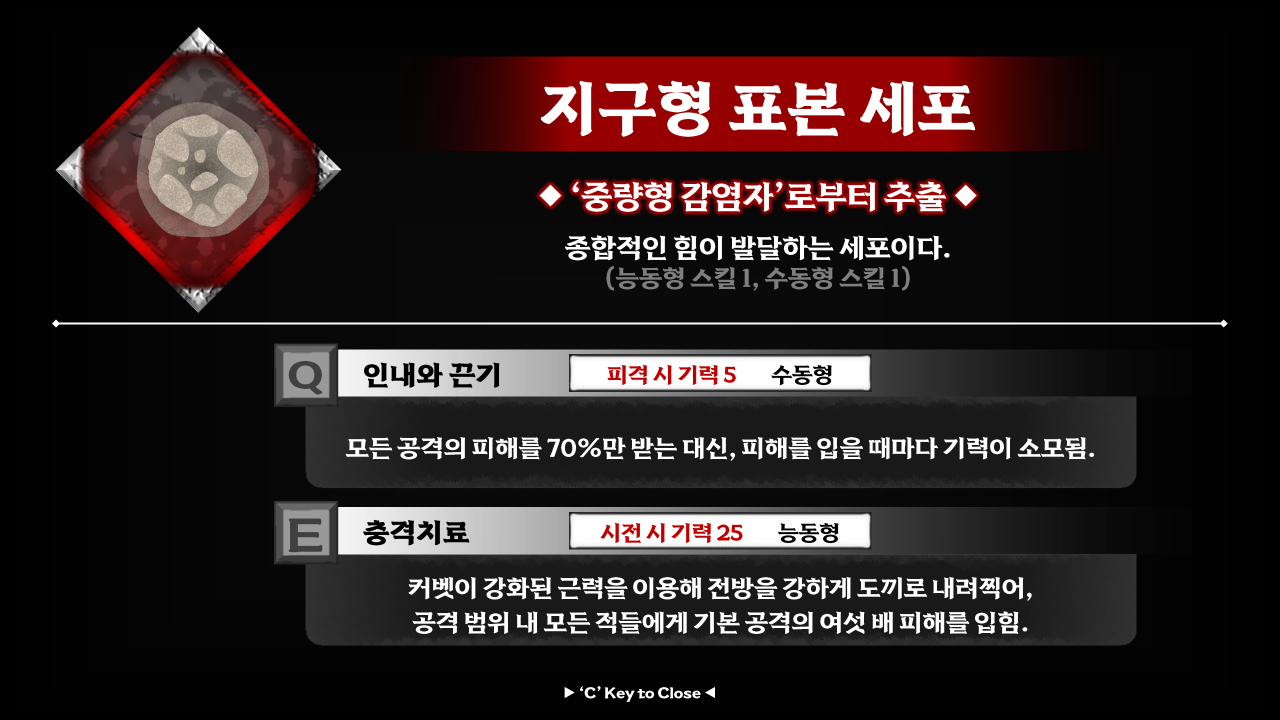 지구형 표본 세포
◆ ‘중량형 감염자’로부터 추출 ◆
종합적인 힘이 발달하는 세포이다.
(능동형 스킬 1, 수동형 스킬 1)
Q 인내와 끈기 피격 시 기력 5 수동형
모든 공격의 피해를 70%만 받는 대신, 피해를 입을 때마다 기력이 소모됨.
E 충격치료 시전 시 기력 25 능동형
커벳이 강화된 근력을 이용해 전방을 강하게 도끼로 내려찍어,
공격 범위 내 모든 적들에게 기본 공격의 여섯 배 피해를 입힘.
▶ ‘C’ Key to Close ◀